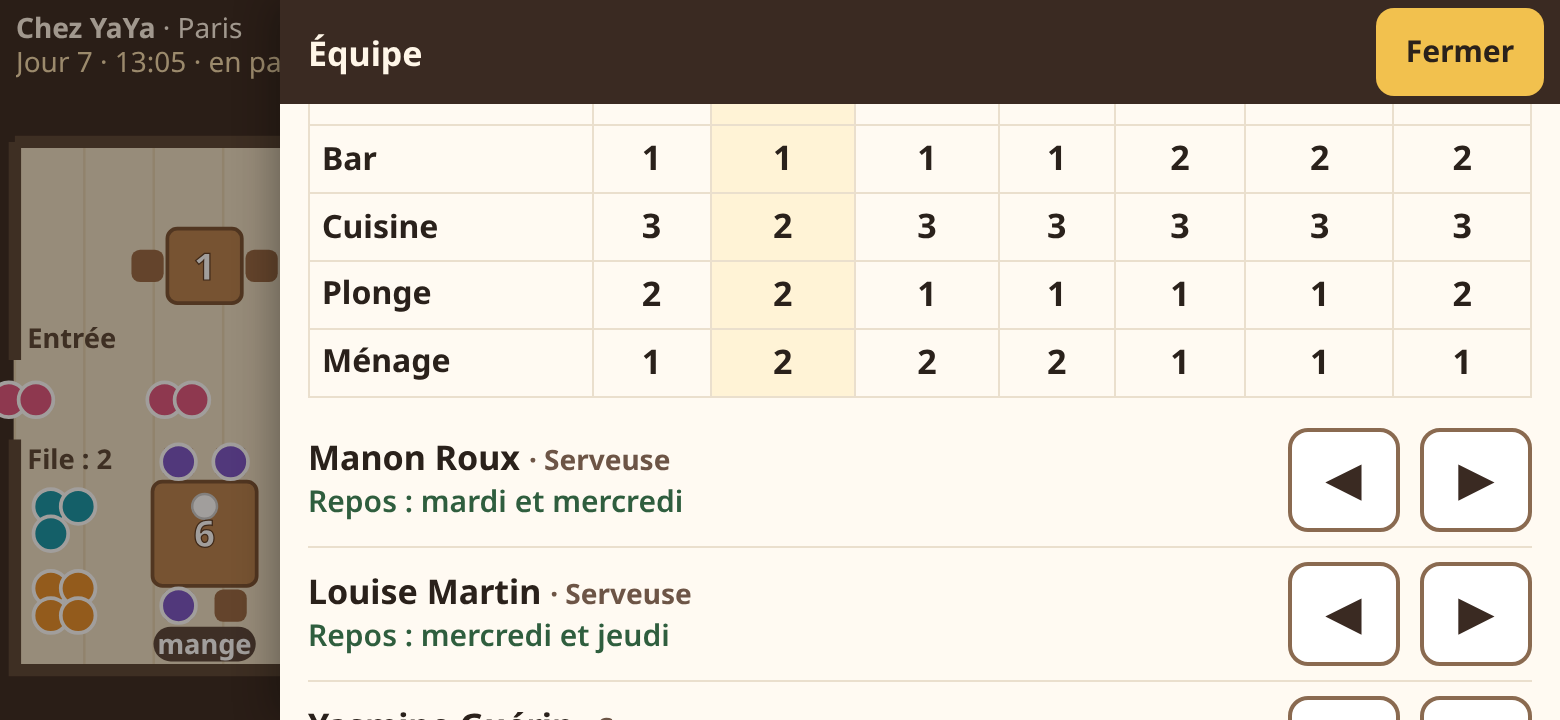 Chez YaYa · Paris
Jour 7 · 13:05 · en pa
Équipe
Fermer
Bar 1 1 1 1 2 2 2
Cuisine 3 2 3 3 3 3 3
Plonge 2 2 1 1 1 1 2
Ménage 1 2 2 2 1 1 1
1
Entrée
File : 2
6
mange
Manon Roux · Serveuse
Repos : mardi et mercredi
◀ ▶
Louise Martin · Serveuse
Repos : mercredi et jeudi
◀ ▶